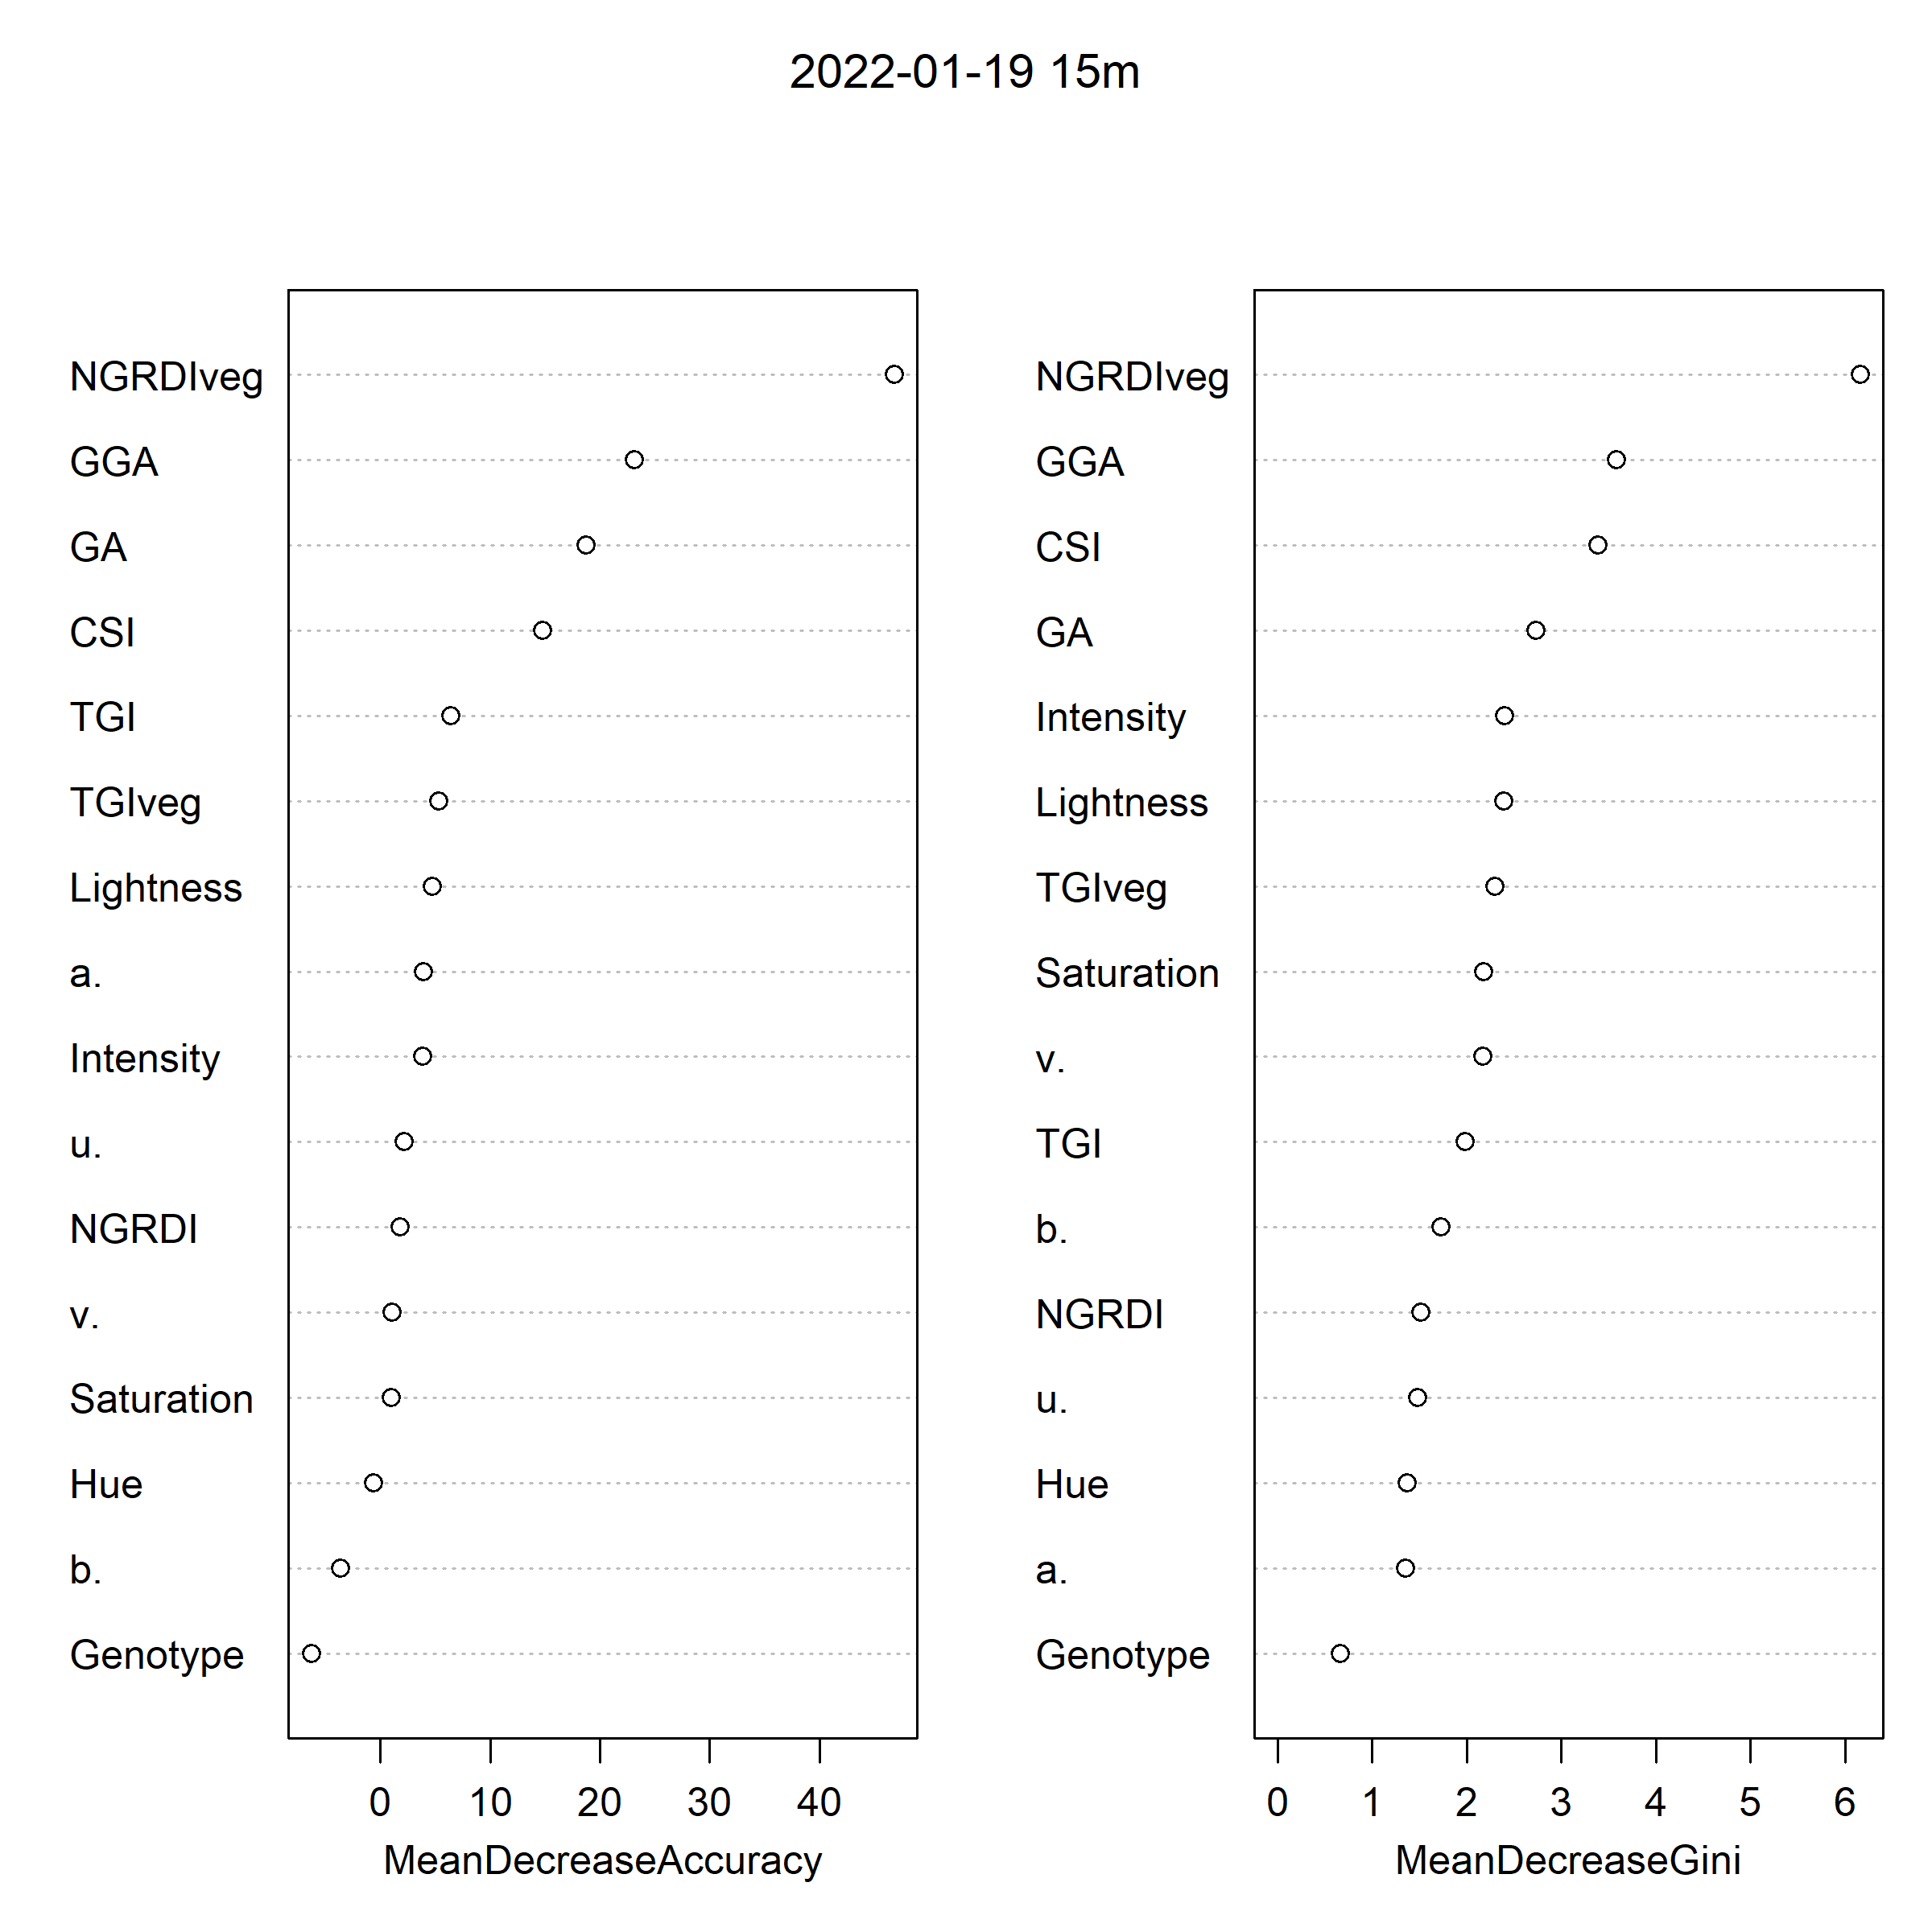 2022-01-19 15m
NGRDIveg
GGA
GA
CSI
TGI
TGIveg
Lightness
a.
Intensity
u.
NGRDI
v.
Saturation
Hue
b.
Genotype
0 10 20 30 40
MeanDecreaseAccuracy
NGRDIveg
GGA
CSI
GA
Intensity
Lightness
TGIveg
Saturation
v.
TGI
b.
NGRDI
u.
Hue
a.
Genotype
0 1 2 3 4 5 6
MeanDecreaseGini